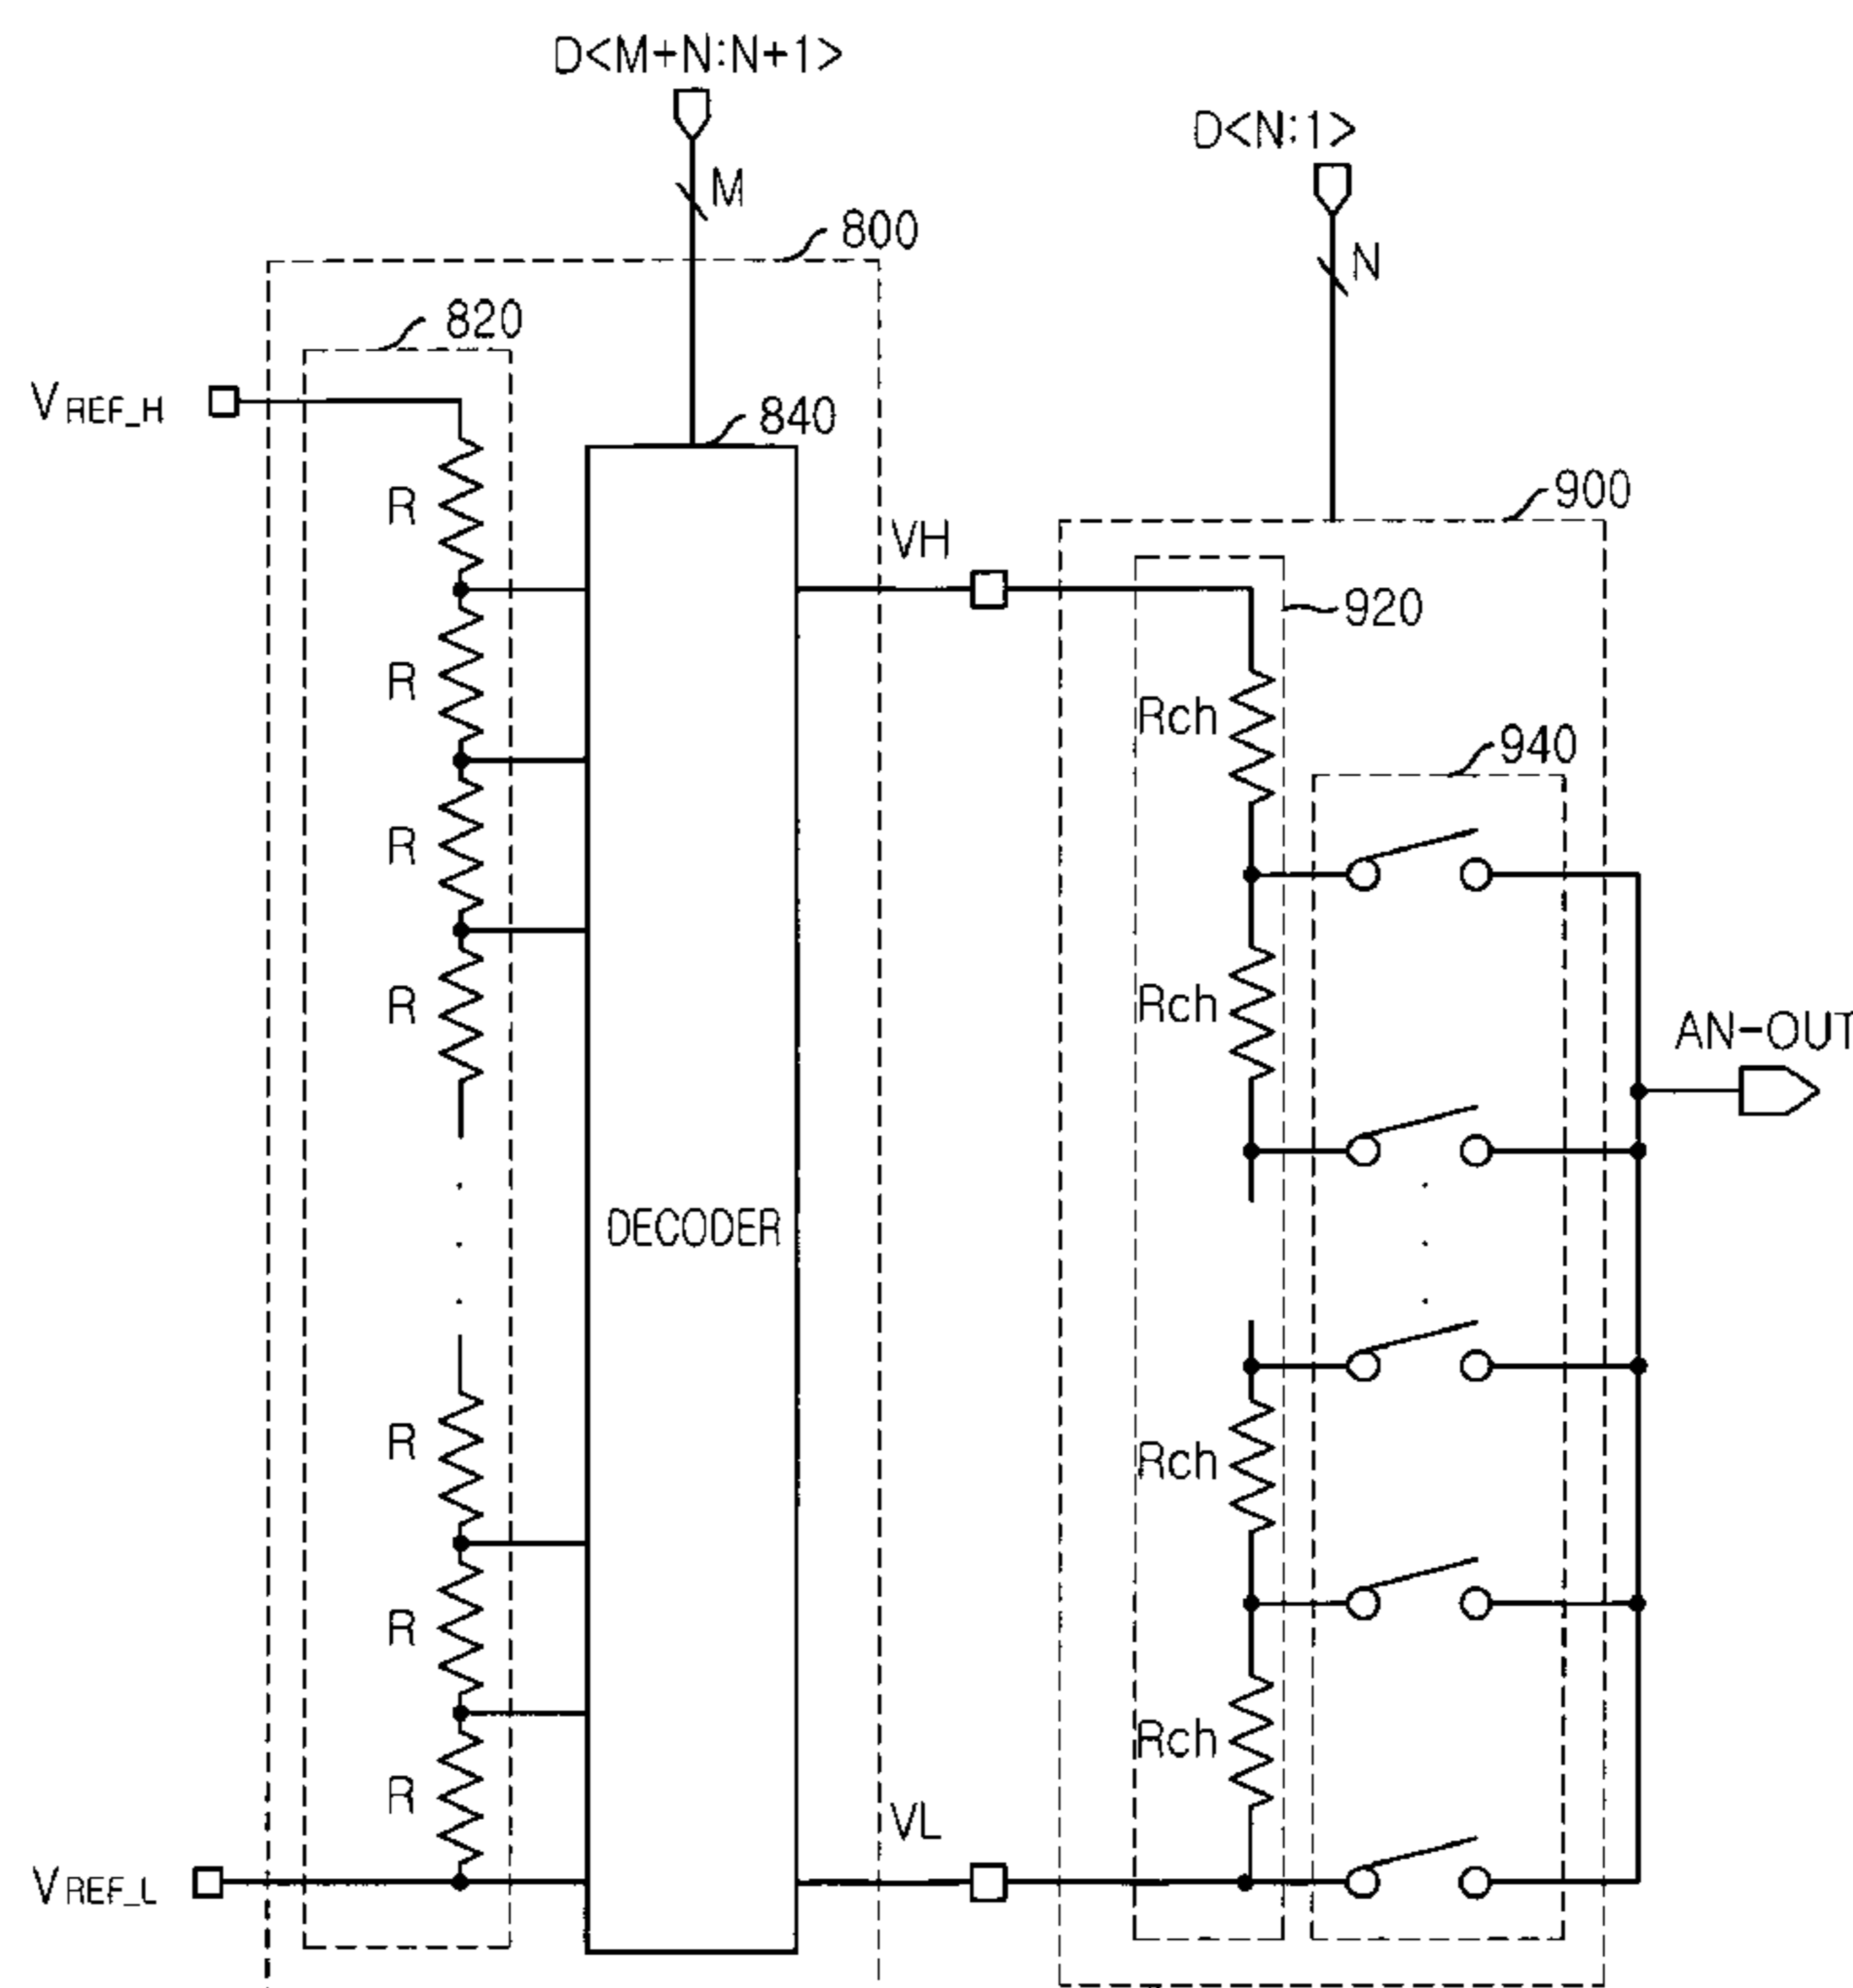 D<M+N:N+1>
D<N:1>
M
800
N
820
VREF_H
840
R
900
VH
920
R
Rch
940
R
R
Rch
AN-OUT
DECODER
R
Rch
R
Rch
R
VL
VREF_L